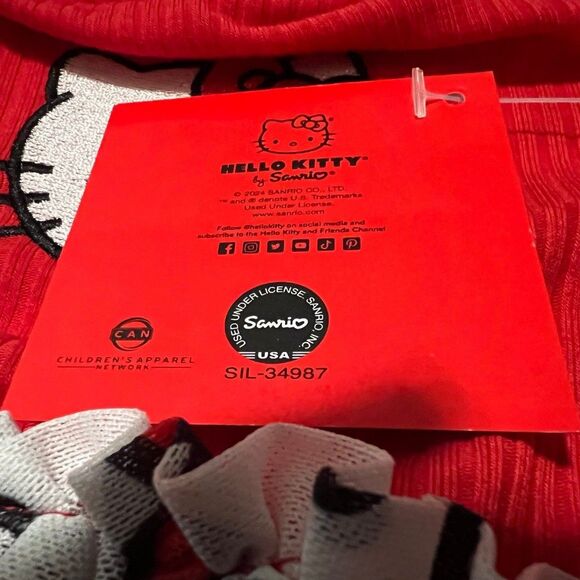 HELLO KITTY®
by Sanrio®
© 2024 SANRIO CO., LTD.
™ and ® denote U.S. Trademarks
Used Under License.
www.sanrio.com
Follow @hellokitty on social media and
subscribe to the Hello Kitty and Friends Channel
CAN
CHILDREN'S APPAREL
NETWORK
USED UNDER LICENSE, SANRIO, INC.
Sanrio
USA
SIL-34987